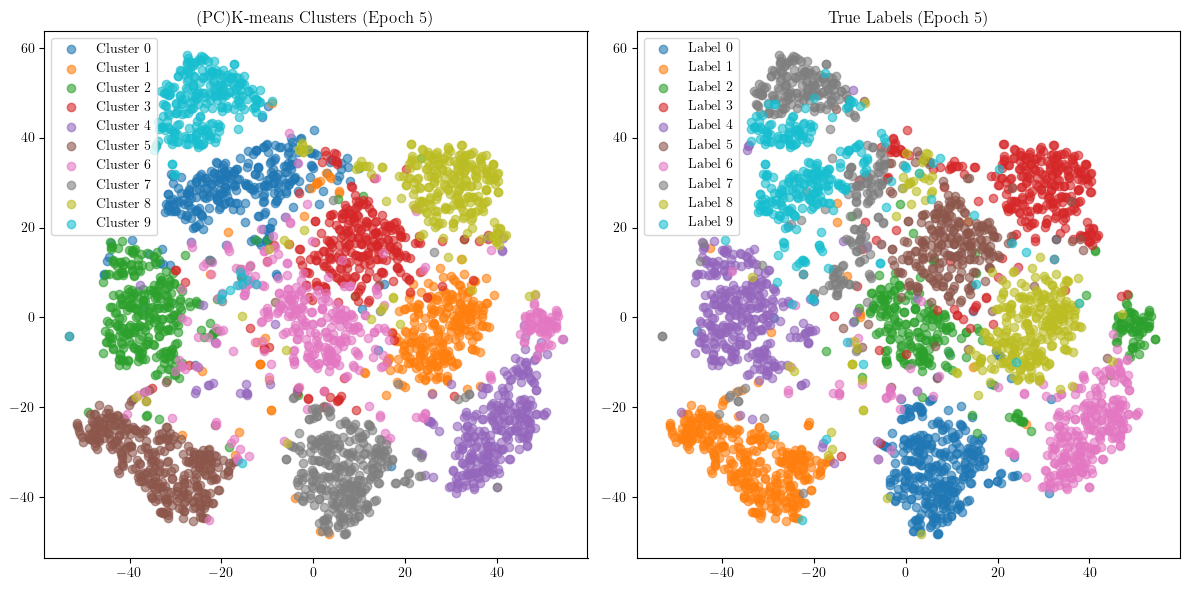 (PC)K-means Clusters (Epoch 5)
60
40
20
0
−20
−40
−40
−20
0
20
40
Cluster 0
Cluster 1
Cluster 2
Cluster 3
Cluster 4
Cluster 5
Cluster 6
Cluster 7
Cluster 8
Cluster 9
True Labels (Epoch 5)
60
40
20
0
−20
−40
−40
−20
0
20
40
Label 0
Label 1
Label 2
Label 3
Label 4
Label 5
Label 6
Label 7
Label 8
Label 9